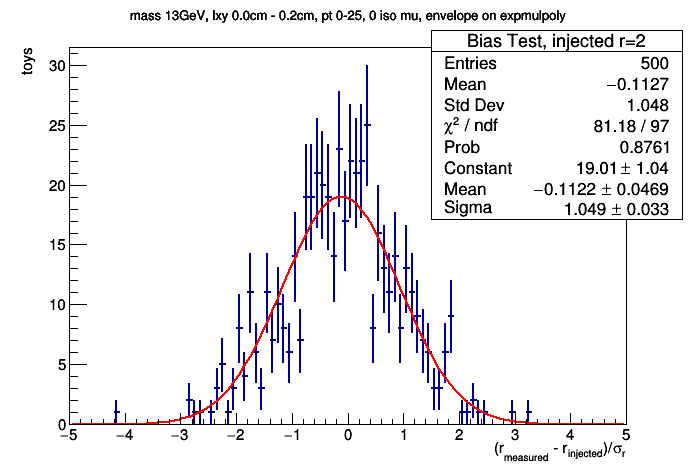 mass 13GeV, lxy 0.0cm - 0.2cm, pt 0-25, 0 iso mu, envelope on expmulpoly
Bias Test, injected r=2
Entries 500
Mean −0.1127
Std Dev 1.048
χ² / ndf 81.18 / 97
Prob 0.8761
Constant 19.01 ± 1.04
Mean −0.1122 ± 0.0469
Sigma 1.049 ± 0.033
toys
30
25
20
15
10
5
0
−5 −4 −3 −2 −1 0 1 2 3 4 5
(r_measured - r_injected)/σ_r